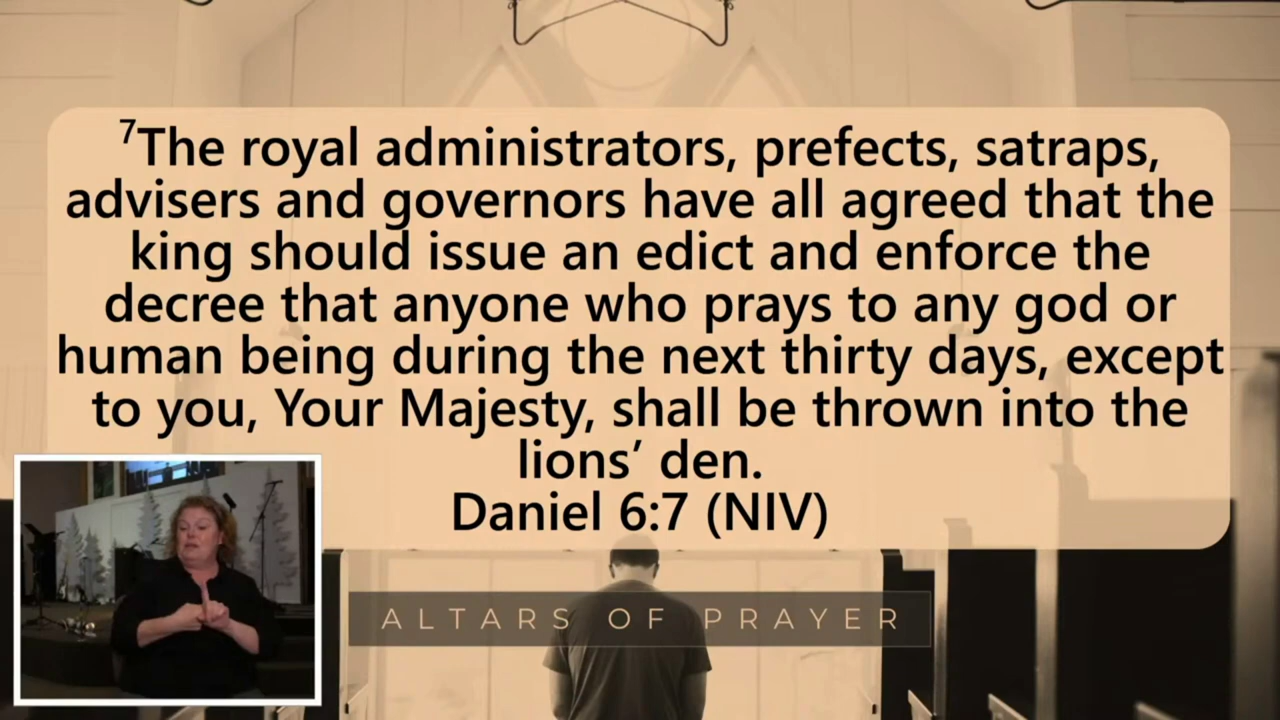 ⁷The royal administrators, prefects, satraps,
advisers and governors have all agreed that the
king should issue an edict and enforce the
decree that anyone who prays to any god or
human being during the next thirty days, except
to you, Your Majesty, shall be thrown into the
lions’ den.
Daniel 6:7 (NIV)
ALTARS OF PRAYER